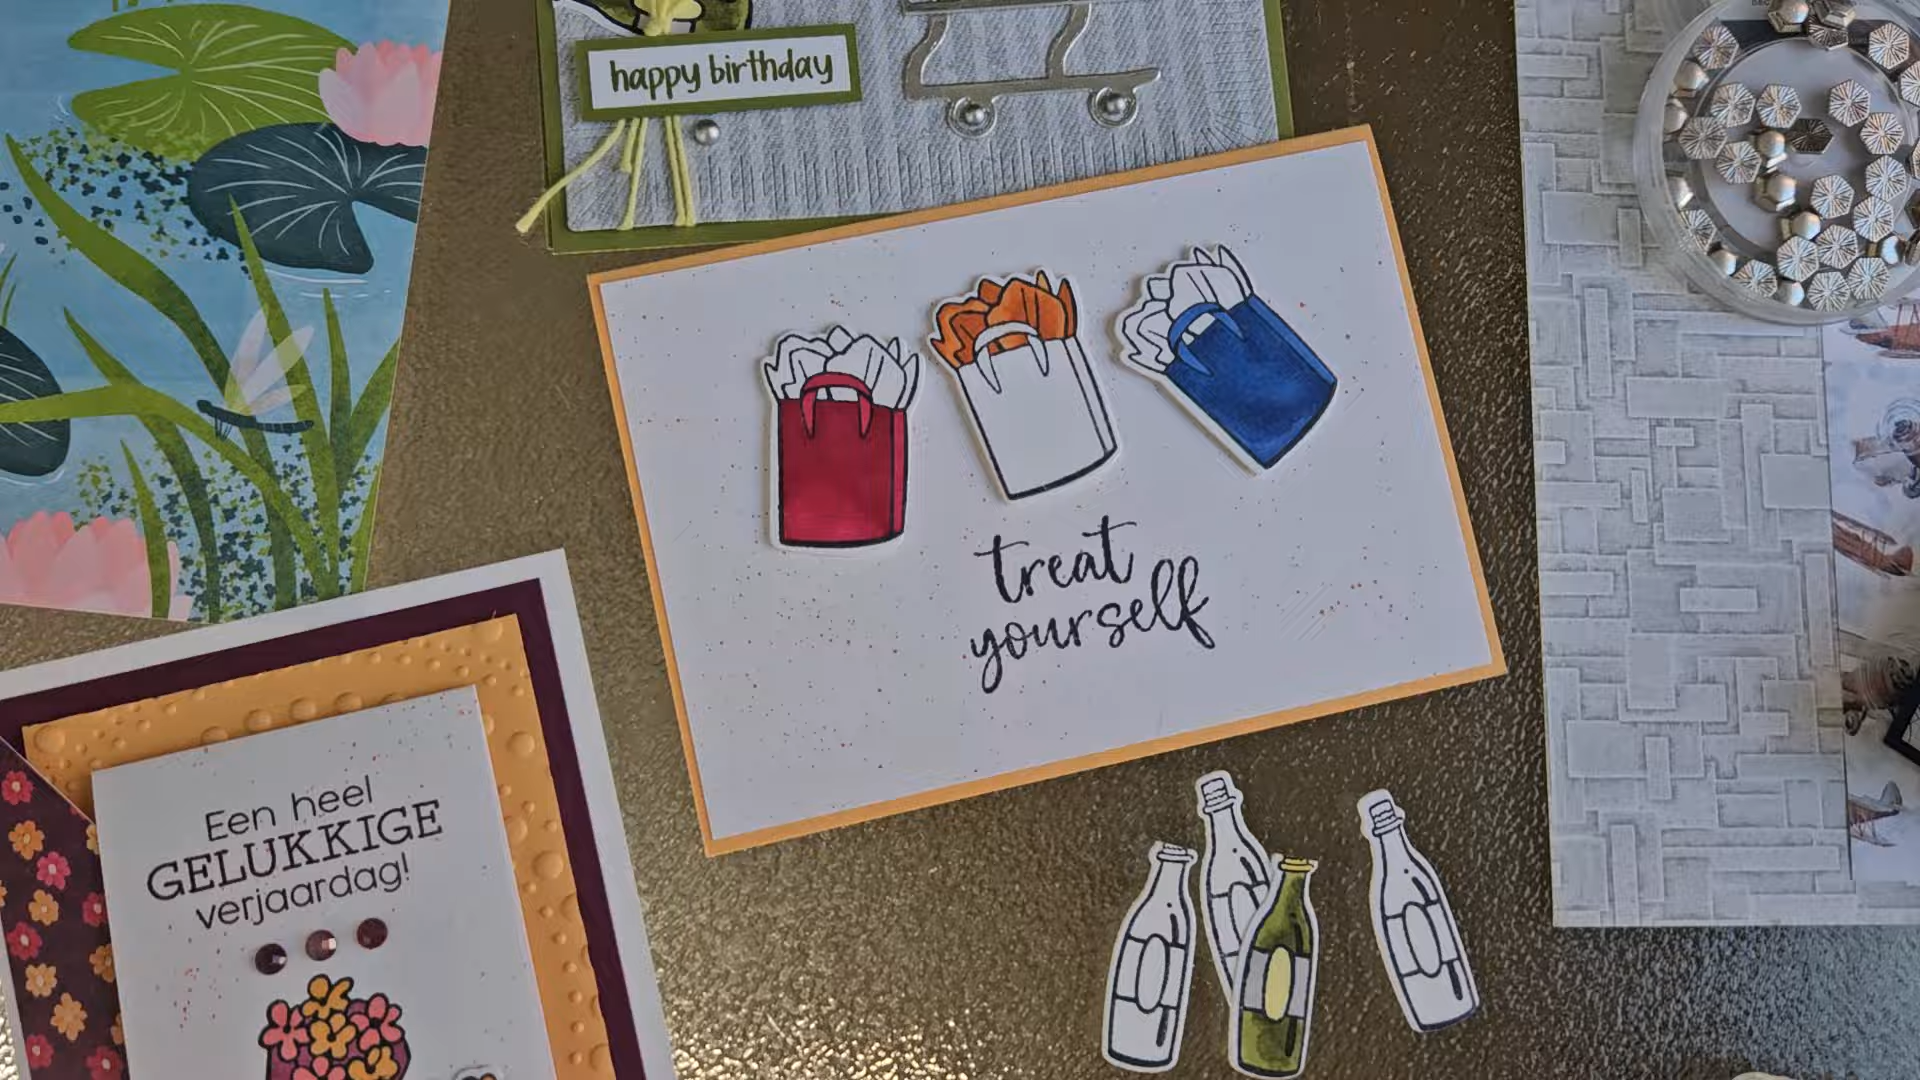 happy birthday
treat
yourself
Een heel
GELUKKIGE
verjaardag!